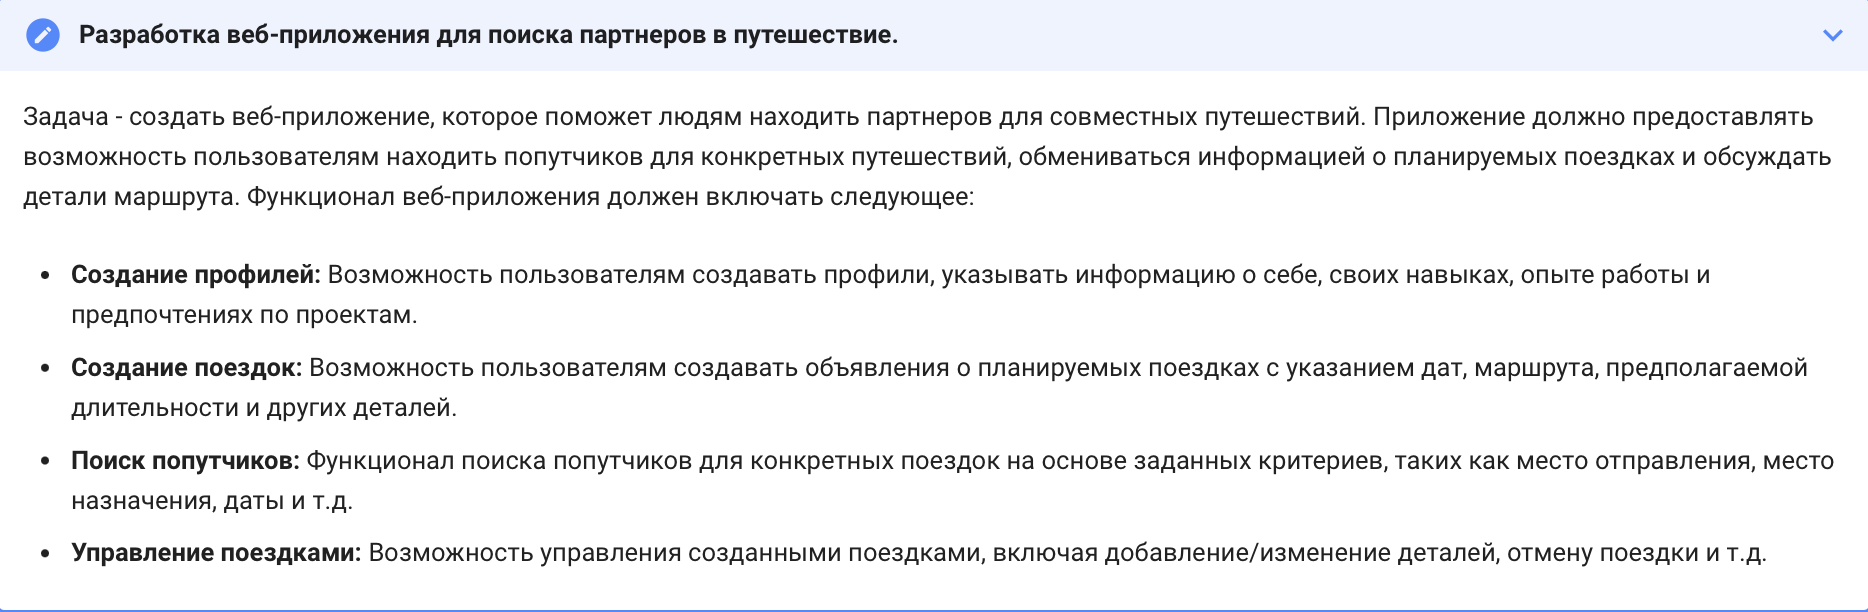 Разработка веб-приложения для поиска партнеров в путешествие.
Задача - создать веб-приложение, которое поможет людям находить партнеров для совместных путешествий. Приложение должно предоставлять
возможность пользователям находить попутчиков для конкретных путешествий, обмениваться информацией о планируемых поездках и обсуждать
детали маршрута. Функционал веб-приложения должен включать следующее:
• Создание профилей: Возможность пользователям создавать профили, указывать информацию о себе, своих навыках, опыте работы и
предпочтениях по проектам.
• Создание поездок: Возможность пользователям создавать объявления о планируемых поездках с указанием дат, маршрута, предполагаемой
длительности и других деталей.
• Поиск попутчиков: Функционал поиска попутчиков для конкретных поездок на основе заданных критериев, таких как место отправления, место
назначения, даты и т.д.
• Управление поездками: Возможность управления созданными поездками, включая добавление/изменение деталей, отмену поездки и т.д.